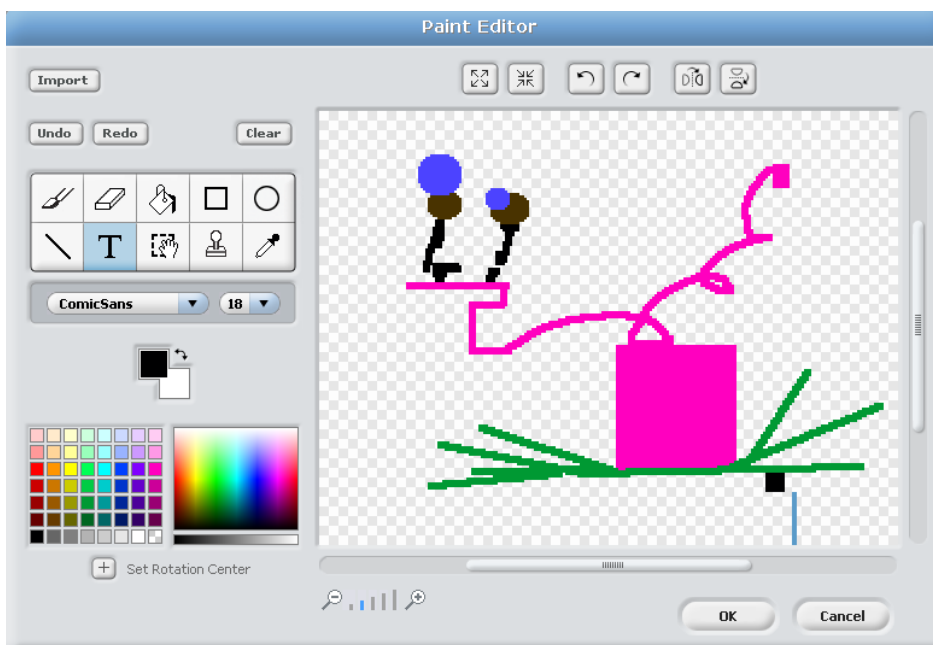 Paint Editor
Import
Undo Redo Clear
T
ComicSans 18
Set Rotation Center
OK Cancel